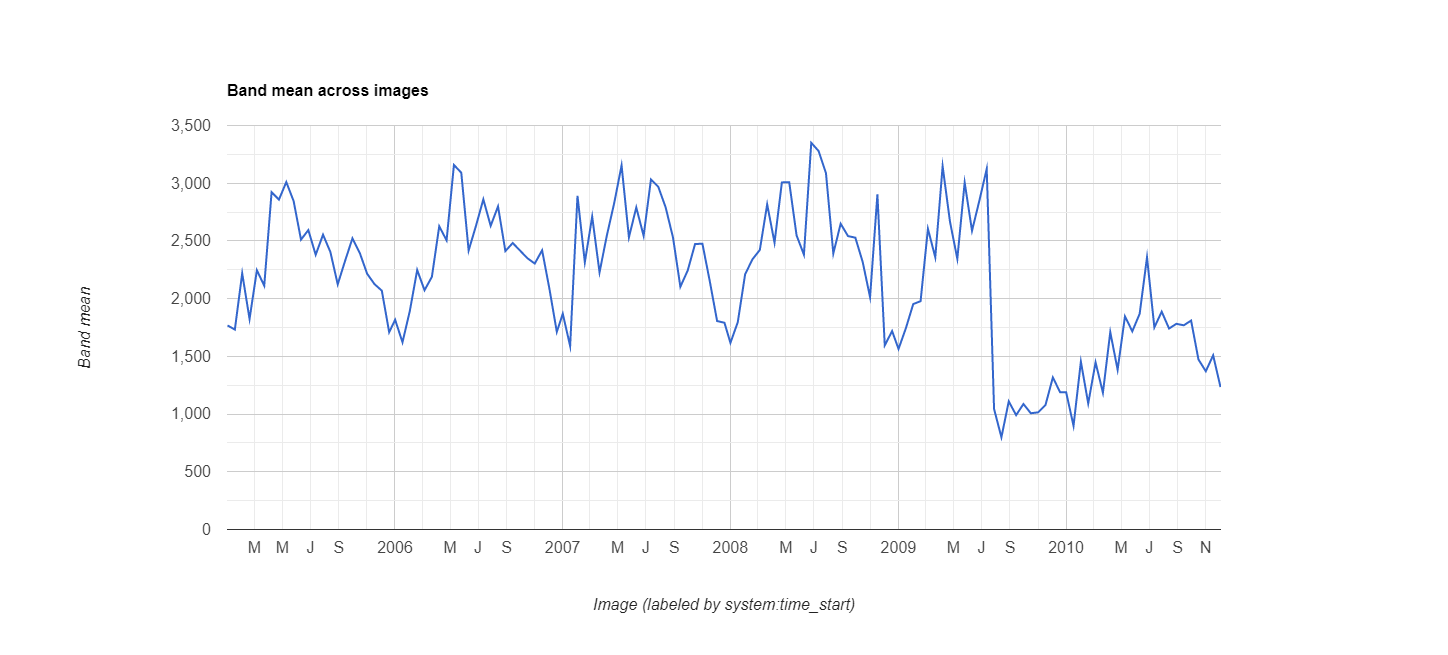 Band mean across images
3,500
3,000
2,500
2,000
1,500
1,000
500
0
Band mean
M M J S 2006 M J S 2007 M J S 2008 M J S 2009 M J S 2010 M J S N
Image (labeled by system:time_start)